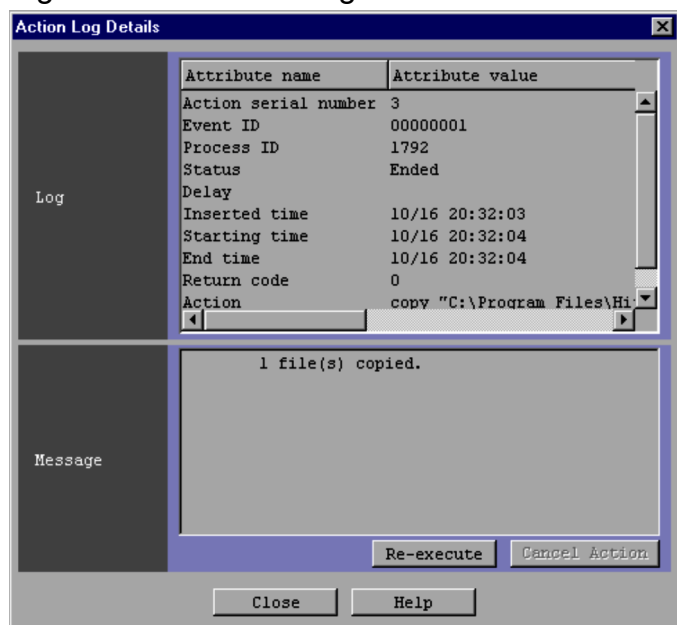 Action Log Details
Attribute name Attribute value
Action serial number 3
Event ID 00000001
Process ID 1792
Status Ended
Log
Delay
Inserted time 10/16 20:32:03
Starting time 10/16 20:32:04
End time 10/16 20:32:04
Return code 0
Action copy "C:\Program Files\Hi
1 file(s) copied.
Message
Re-execute Cancel Action
Close Help